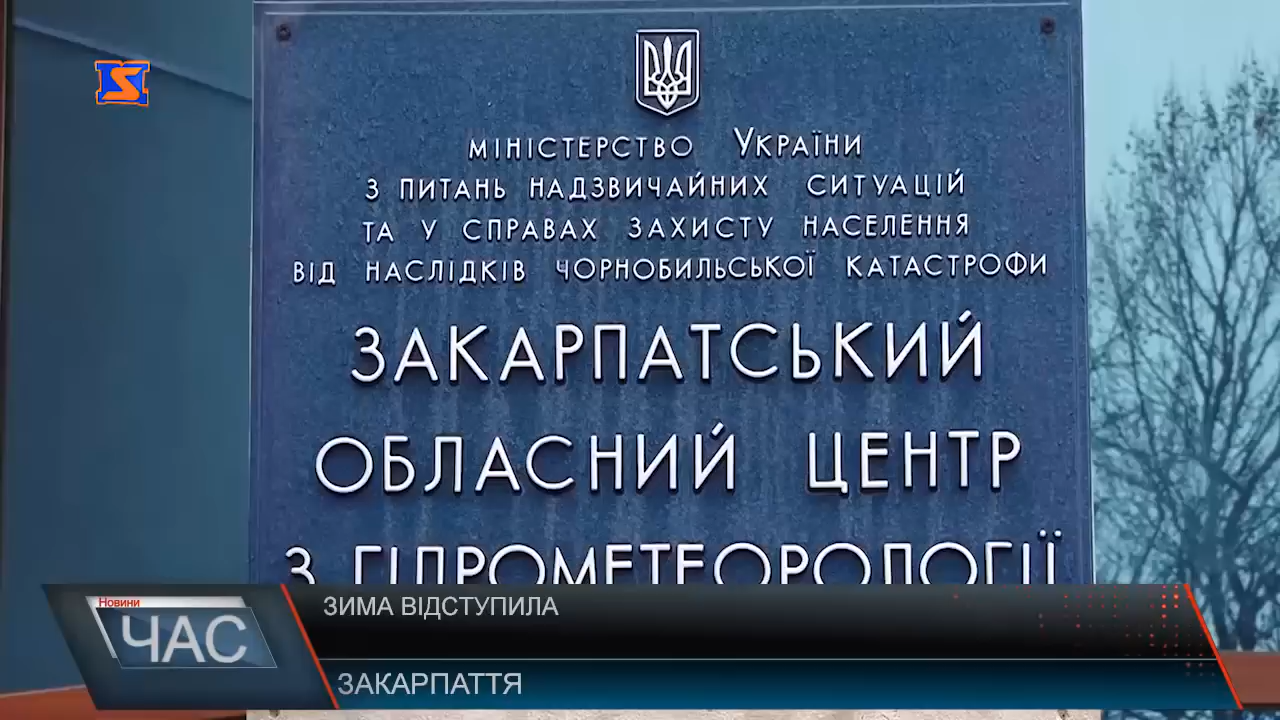 МІНІСТЕРСТВО УКРАЇНИ
З ПИТАНЬ НАДЗВИЧАЙНИХ СИТУАЦІЙ
ТА У СПРАВАХ ЗАХИСТУ НАСЕЛЕННЯ
ВІД НАСЛІДКІВ ЧОРНОБИЛЬСЬКОЇ КАТАСТРОФИ
ЗАКАРПАТСЬКИЙ
ОБЛАСНИЙ ЦЕНТР
З ГІДРОМЕТЕОРОЛОГІЇ
Новини
ЧАС
ЗИМА ВІДСТУПИЛА
ЗАКАРПАТТЯ